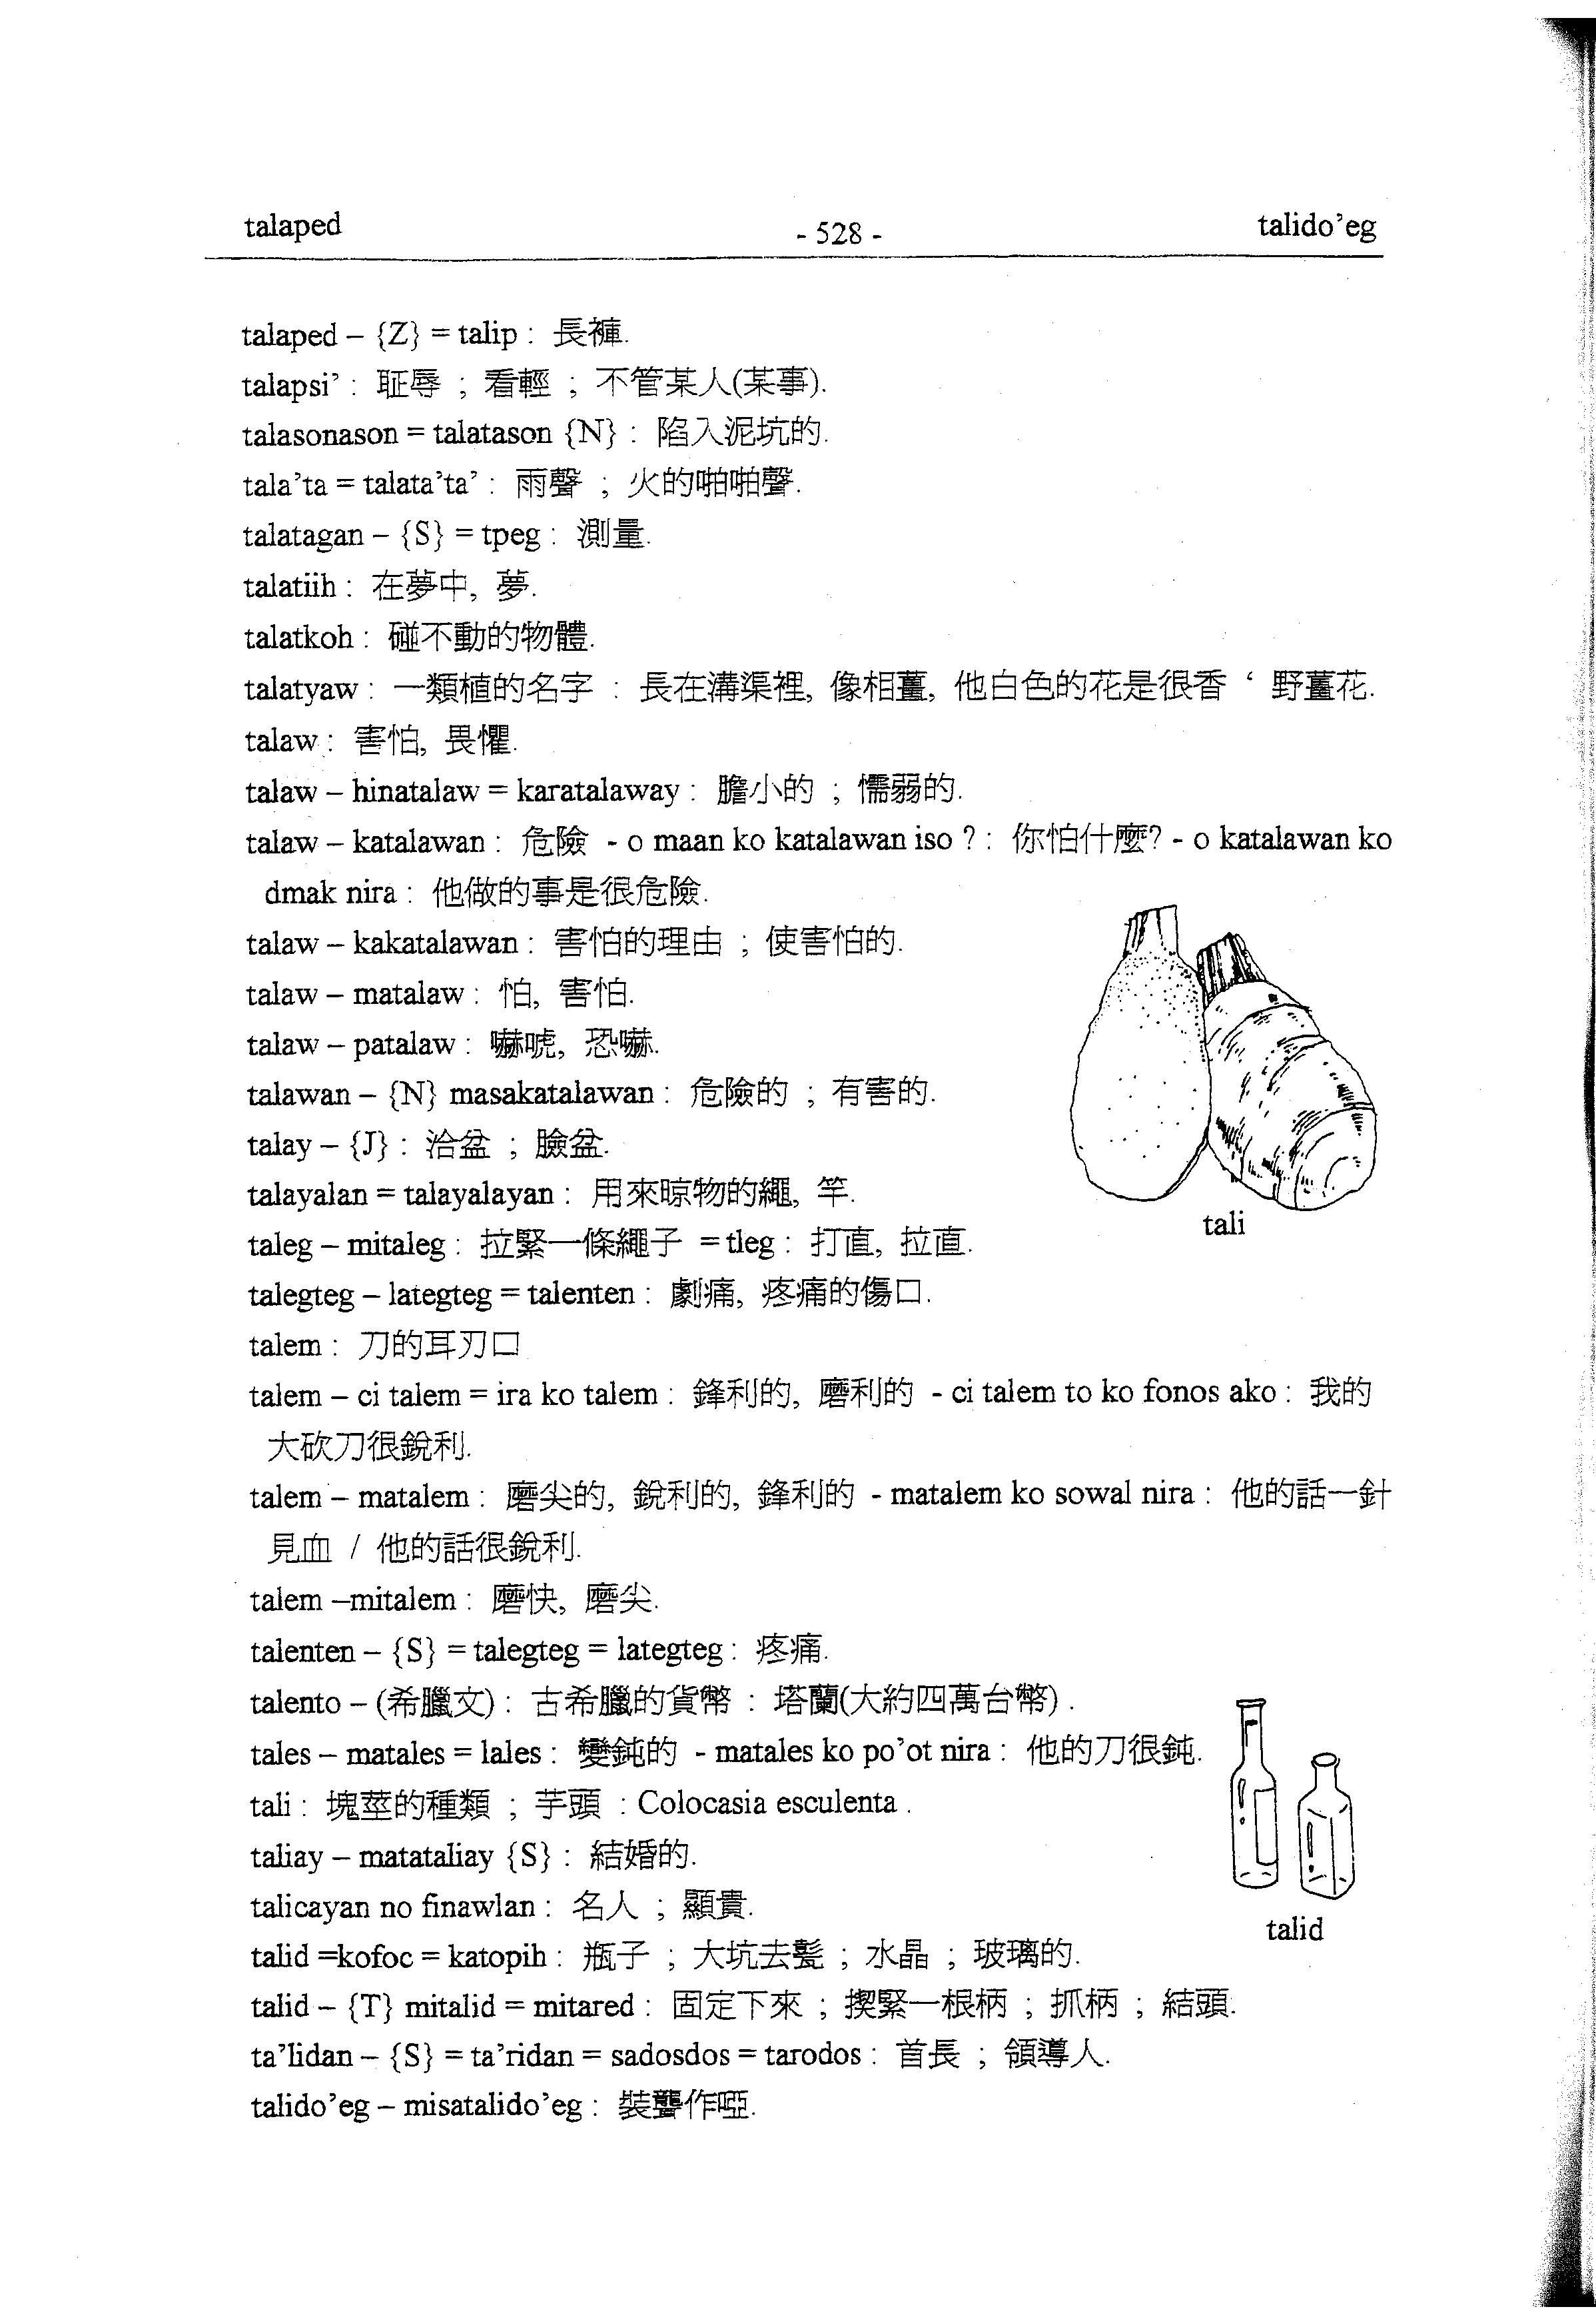 talaped
- 528 -
talido’eg
talaped – {Z} = talip : 長褲.
talapsi’ : 耻辱 ; 看輕 ; 不管某人(某事).
talasonason = talatason {N} : 陷入泥坑的.
tala’ta = talata’ta’ : 雨聲 ; 火的啪啪聲.
talatagan – {S} = tpeg : 測量.
talatiih : 在夢中, 夢.
talatkoh : 碰不動的物體.
talatyaw : 一類植的名字 : 長在溝渠裡, 像相薑, 他白色的花是很香 ‘ 野薑花.
talaw : 害怕, 畏懼.
talaw – hinatalaw = karatalaway : 膽小的 ; 懦弱的.
talaw – katalawan : 危險 - o maan ko katalawan iso ? : 你怕什麼? - o katalawan ko
dmak nira : 他做的事是很危險.
talaw – kakatalawan : 害怕的理由 ; 使害怕的.
talaw – matalaw : 怕, 害怕.
talaw – patalaw : 嚇唬, 恐嚇.
talawan – {N} masakatalawan : 危險的 ; 有害的.
talay – {J} : 洽盆 ; 臉盆.
talayalan = talayalayan : 用來晾物的繩, 竿.
taleg – mitaleg : 拉緊一條繩子 = tleg : 打直, 拉直.
talegteg – lategteg = talenten : 劇痛, 疼痛的傷口.
talem : 刀的耳刃口
talem – ci talem = ira ko talem : 鋒利的, 磨利的 - ci talem to ko fonos ako : 我的
大砍刀很銳利.
talem – matalem : 磨尖的, 銳利的, 鋒利的 - matalem ko sowal nira : 他的話一針
見血 / 他的話很銳利.
talem –mitalem : 磨快, 磨尖.
talenten – {S} = talegteg = lategteg : 疼痛.
talento – (希臘文) : 古希臘的貨幣 : 塔蘭(大約四萬台幣) .
tales – matales = lales : 變鈍的 - matales ko po’ot nira : 他的刀很鈍.
tali : 塊莖的種類 ; 芋頭 : Colocasia esculenta .
taliay – matataliay {S} : 結婚的.
talicayan no finawlan : 名人 ; 顯貴.
talid =kofoc = katopih : 瓶子 ; 大坑去髮 ; 水晶 ; 玻璃的.
talid – {T} mitalid = mitared : 固定下來 ; 揳緊一根柄 ; 抓柄 ; 結頭.
ta’lidan – {S} = ta’ridan = sadosdos = tarodos : 首長 ; 領導人.
talido’eg – misatalido’eg : 裝聾作啞.
tali
talid